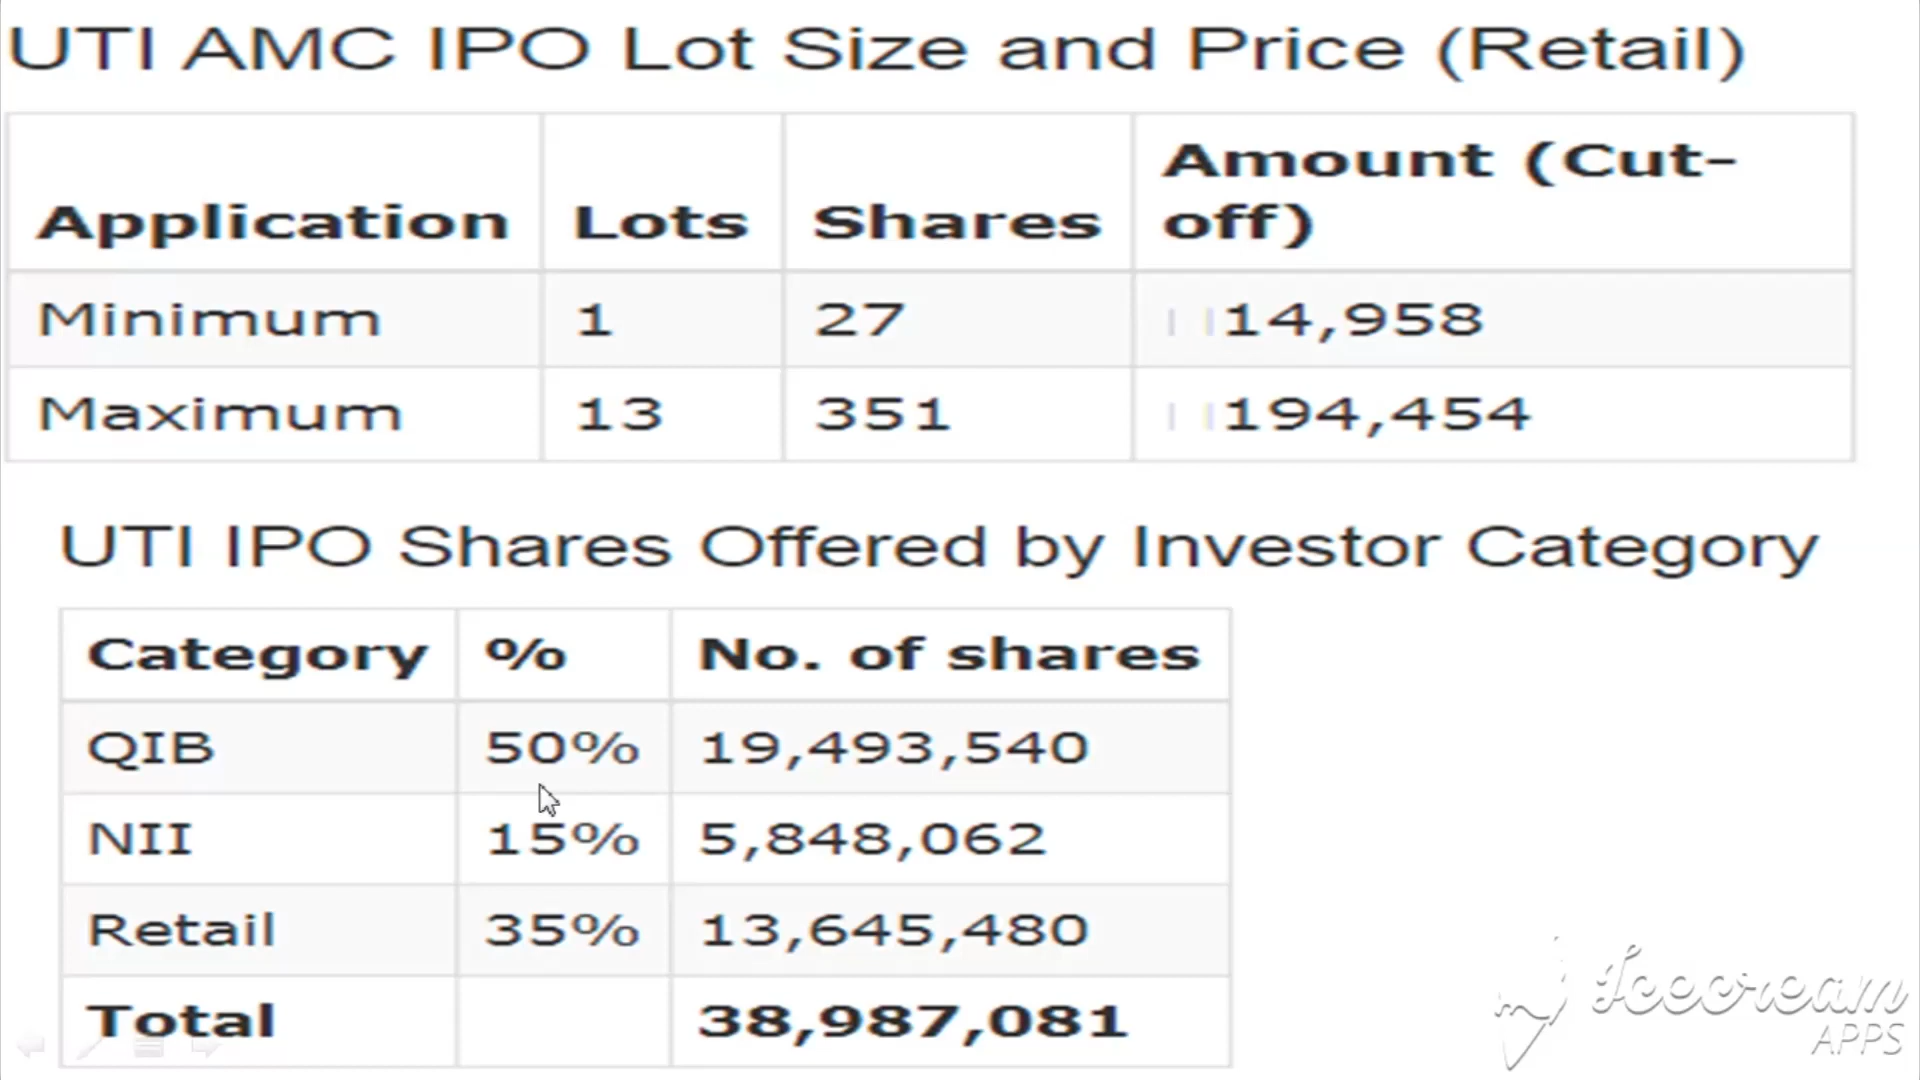 UTI AMC IPO Lot Size and Price (Retail)
Application Lots Shares Amount (Cut-off)
Minimum 1 27 14,958
Maximum 13 351 194,454
UTI IPO Shares Offered by Investor Category
Category % No. of shares
QIB 50% 19,493,540
NII 15% 5,848,062
Retail 35% 13,645,480
Total 38,987,081
Icecream
APPS